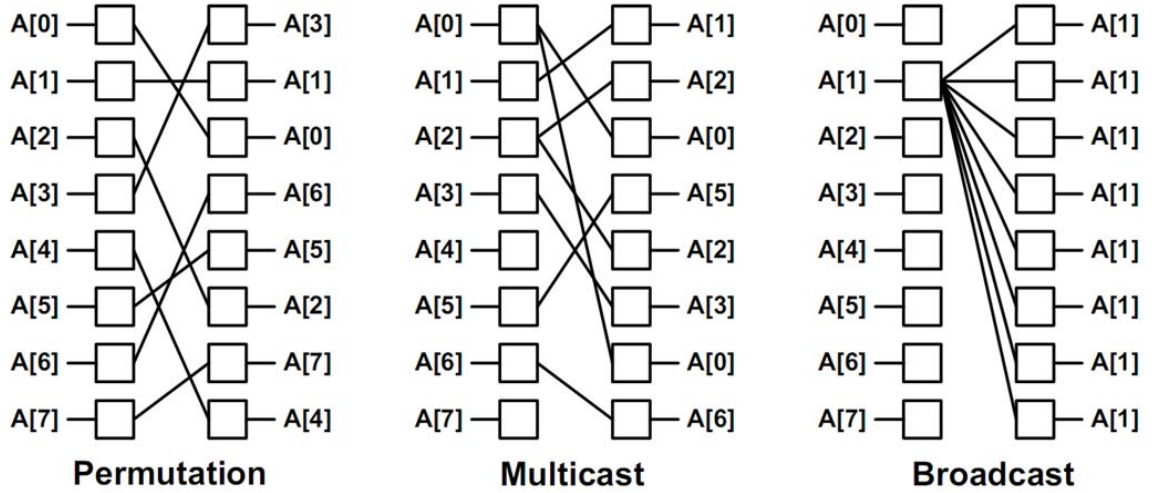 A[0] A[3] A[0] A[1] A[0] A[1]
A[1] A[1] A[1] A[2] A[1] A[1]
A[2] A[0] A[2] A[0] A[2] A[1]
A[3] A[6] A[3] A[5] A[3] A[1]
A[4] A[5] A[4] A[2] A[4] A[1]
A[5] A[2] A[5] A[3] A[5] A[1]
A[6] A[7] A[6] A[0] A[6] A[1]
A[7] A[4] A[7] A[6] A[7] A[1]
Permutation Multicast Broadcast